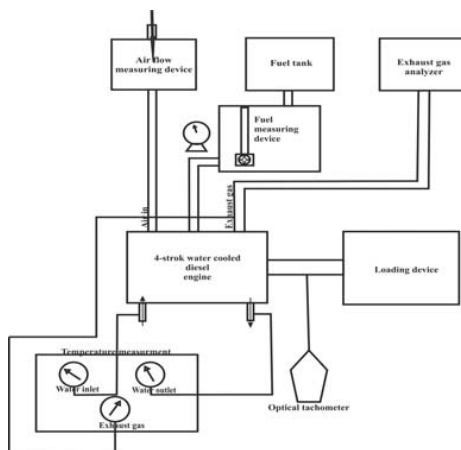 Air flow
measuring device
Fuel tank
Exhaust gas
analyzer
Fuel
measuring
device
Air in
Exhaust gas
4-strok water cooled
diesel
engine
Loading device
Temperature measurment
Water inlet
Water outlet
Exhaust gas
Optical tachometer